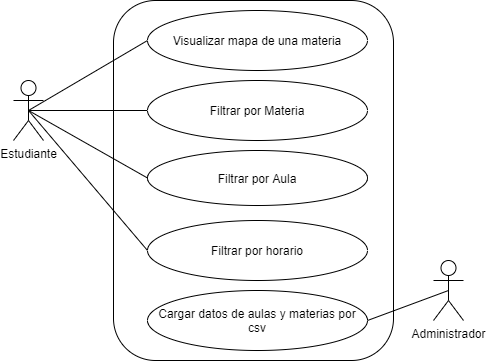 Visualizar mapa de una materia
Filtrar por Materia
Estudiante
Filtrar por Aula
Filtrar por horario
Cargar datos de aulas y materias por
csv
Administrador